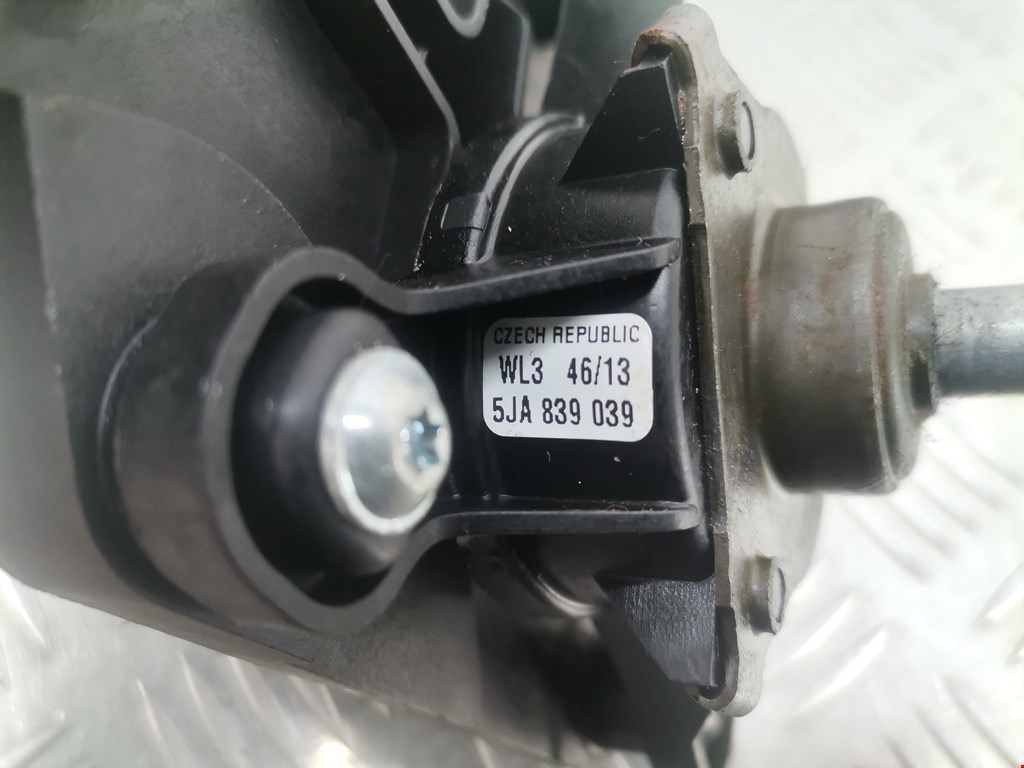 CZECH REPUBLIC
WL3 46/13
5JA 839 039